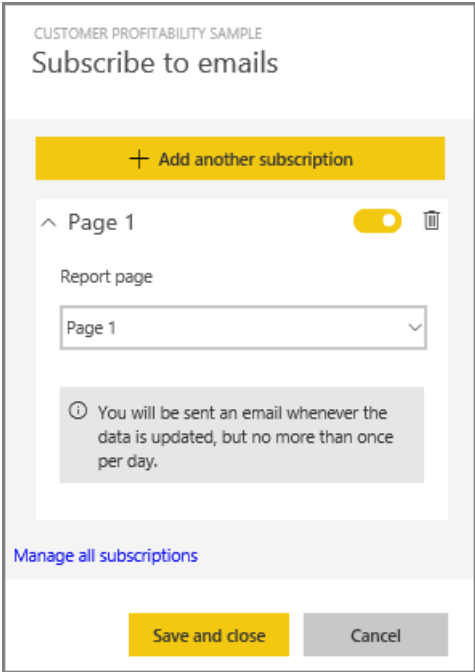 CUSTOMER PROFITABILITY SAMPLE
Subscribe to emails
+ Add another subscription
Page 1
Report page
Page 1
You will be sent an email whenever the
data is updated, but no more than once
per day.
Manage all subscriptions
Save and close
Cancel